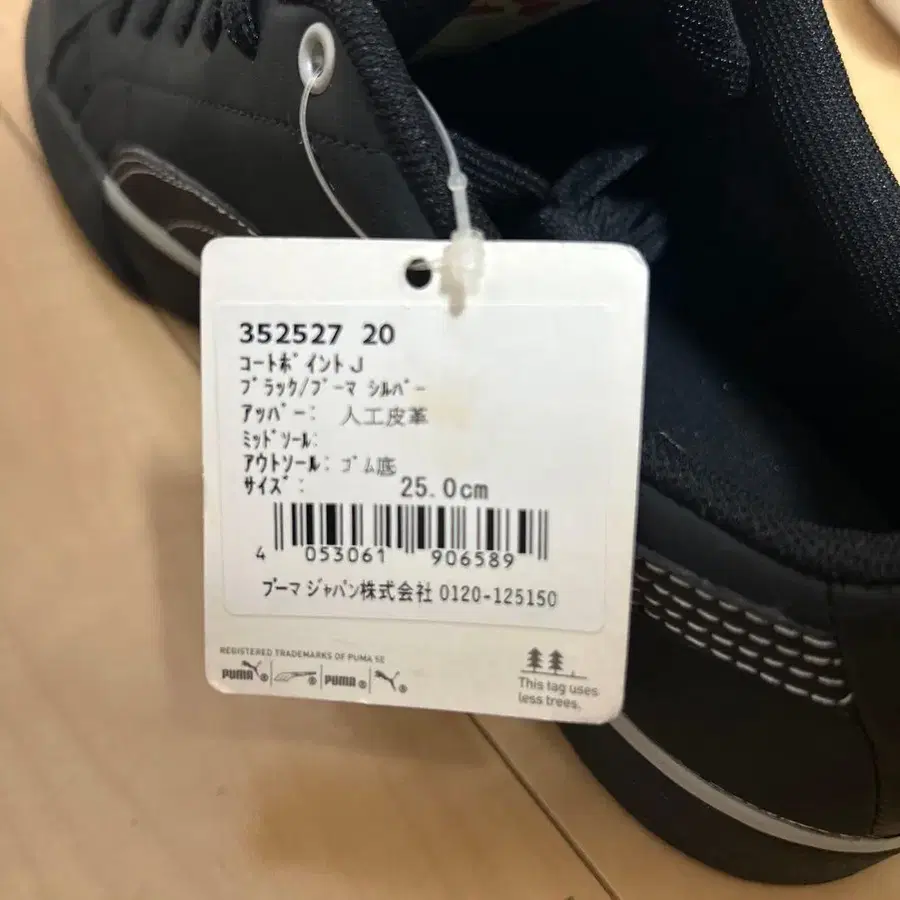 352527 20
コートポイントJ
ブラック/プーマ シルバー
アッパー: 人工皮革
ミッドソール:
アウトソール: ゴム底
サイズ: 25.0cm
4 053061 906589
プーマ ジャパン株式会社 0120-125150
REGISTERED TRADEMARKS OF PUMA SE
PUMA® ® PUMA® ®
This tag uses
less trees.